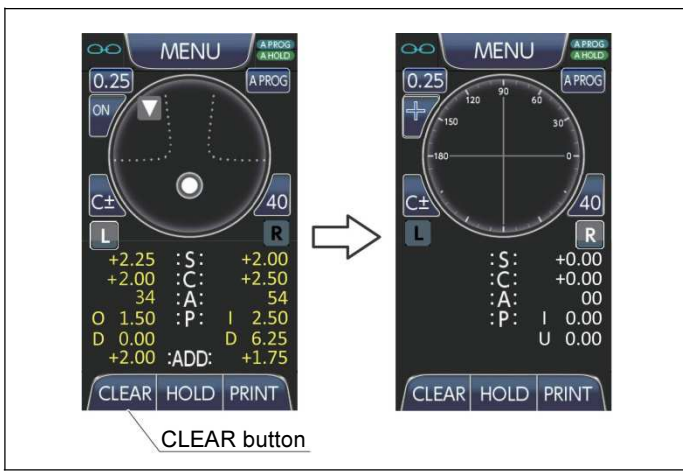 MENU
A PROG
A HOLD
0.25
A PROG
ON
C±
40
L
R
+2.25 :S: +2.00
+2.00 :C: +2.50
34 :A: 54
O 1.50 :P: I 2.50
D 0.00 D 6.25
+2.00 :ADD: +1.75
CLEAR HOLD PRINT
CLEAR button
MENU
A PROG
A HOLD
0.25
A PROG
90
120 60
150 30
180 0
C±
40
L
R
:S: +0.00
:C: +0.00
:A: 00
:P: I 0.00
U 0.00
CLEAR HOLD PRINT